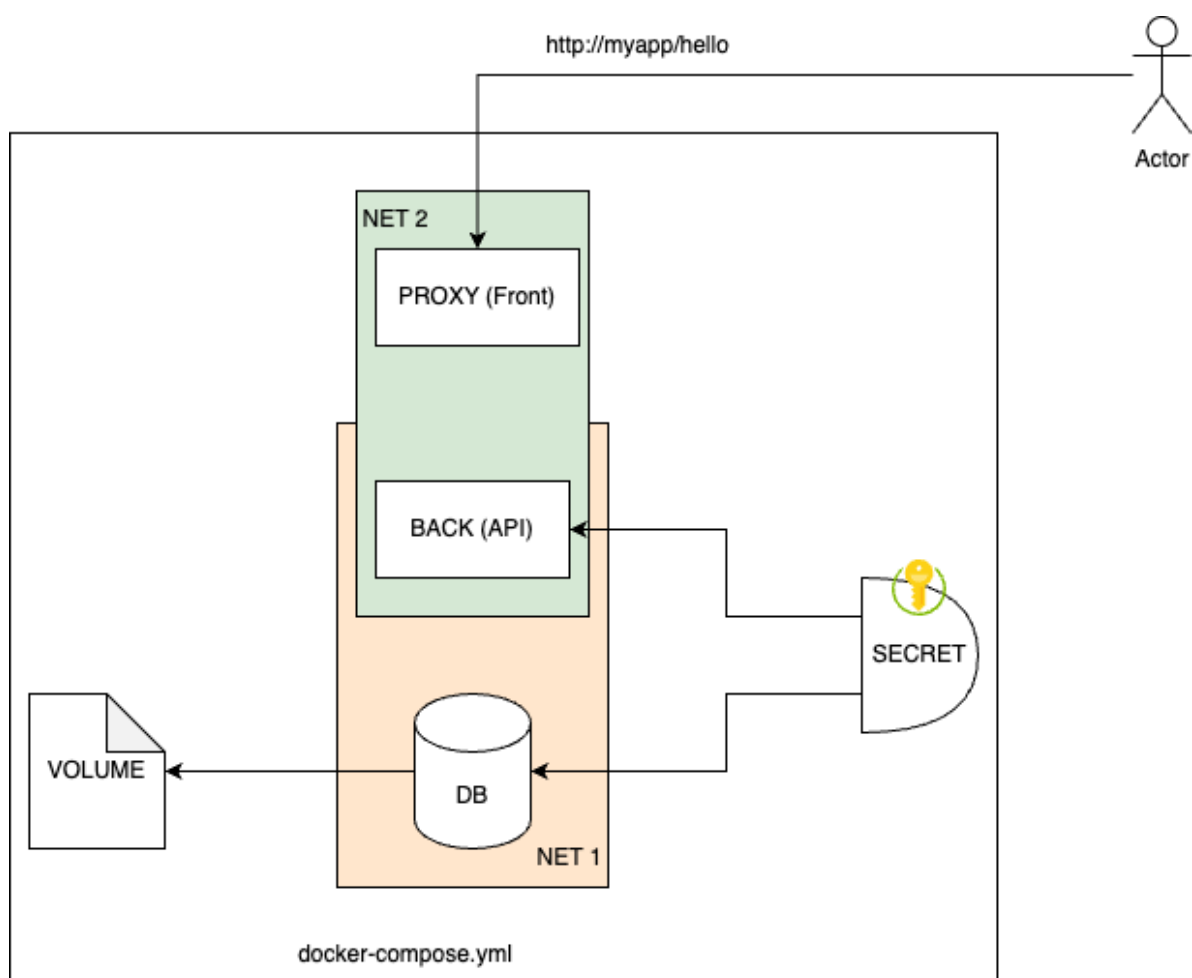 http://myapp/hello
Actor
NET 2
PROXY (Front)
BACK (API)
SECRET
VOLUME
DB
NET 1
docker-compose.yml